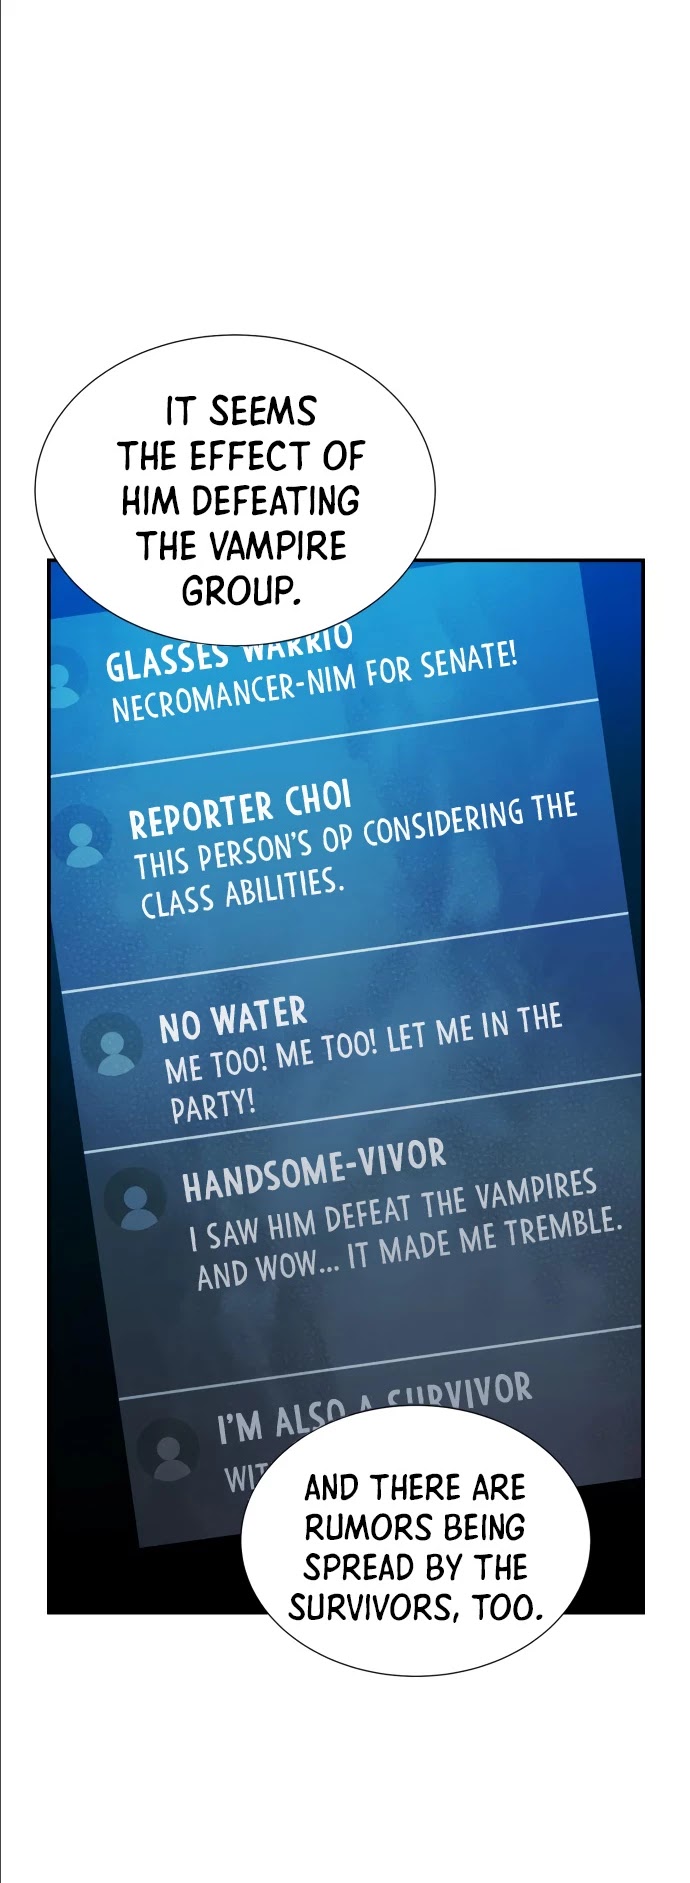 IT SEEMS
THE EFFECT OF
HIM DEFEATING
THE VAMPIRE
GROUP.
GLASSES WARRIO
NECROMANCER-NIM FOR SENATE!
REPORTER CHOI
THIS PERSON'S OP CONSIDERING THE
CLASS ABILITIES.
NO WATER
ME TOO! ME TOO! LET ME IN THE
PARTY!
HANDSOME-VIVOR
I SAW HIM DEFEAT THE VAMPIRES
AND WOW... IT MADE ME TREMBLE.
I'M ALSO A SURVIVOR
AND THERE ARE
RUMORS BEING
SPREAD BY THE
SURVIVORS, TOO.